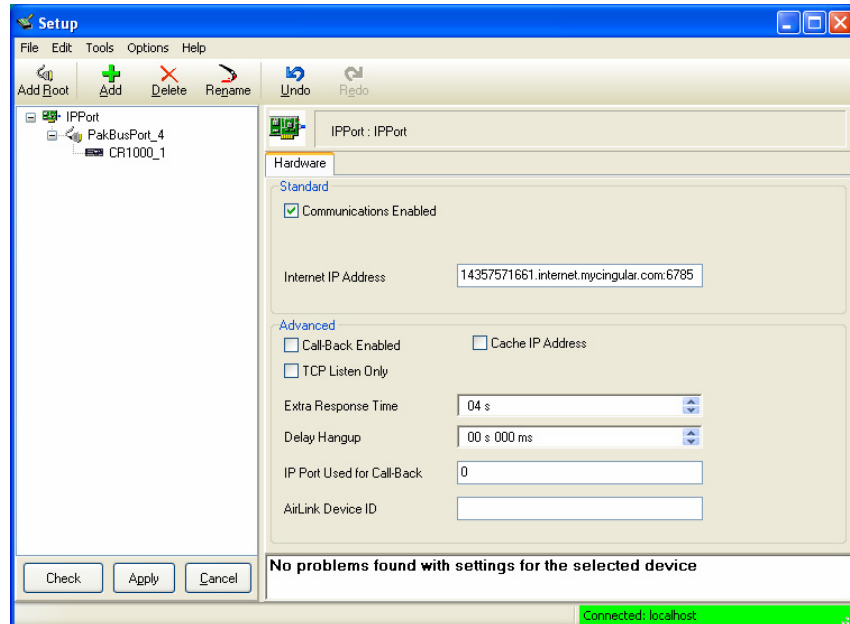 Setup
File Edit Tools Options Help
Add Root Add Delete Rename Undo Redo
IPPort
PakBusPort_4
CR1000_1
IPPort : IPPort
Hardware
Standard
Communications Enabled
Internet IP Address 14357571661.internet.mycingular.com:6785
Advanced
Call-Back Enabled Cache IP Address
TCP Listen Only
Extra Response Time 04 s
Delay Hangup 00 s 000 ms
IP Port Used for Call-Back 0
AirLink Device ID
Check Apply Cancel
No problems found with settings for the selected device
Connected: localhost